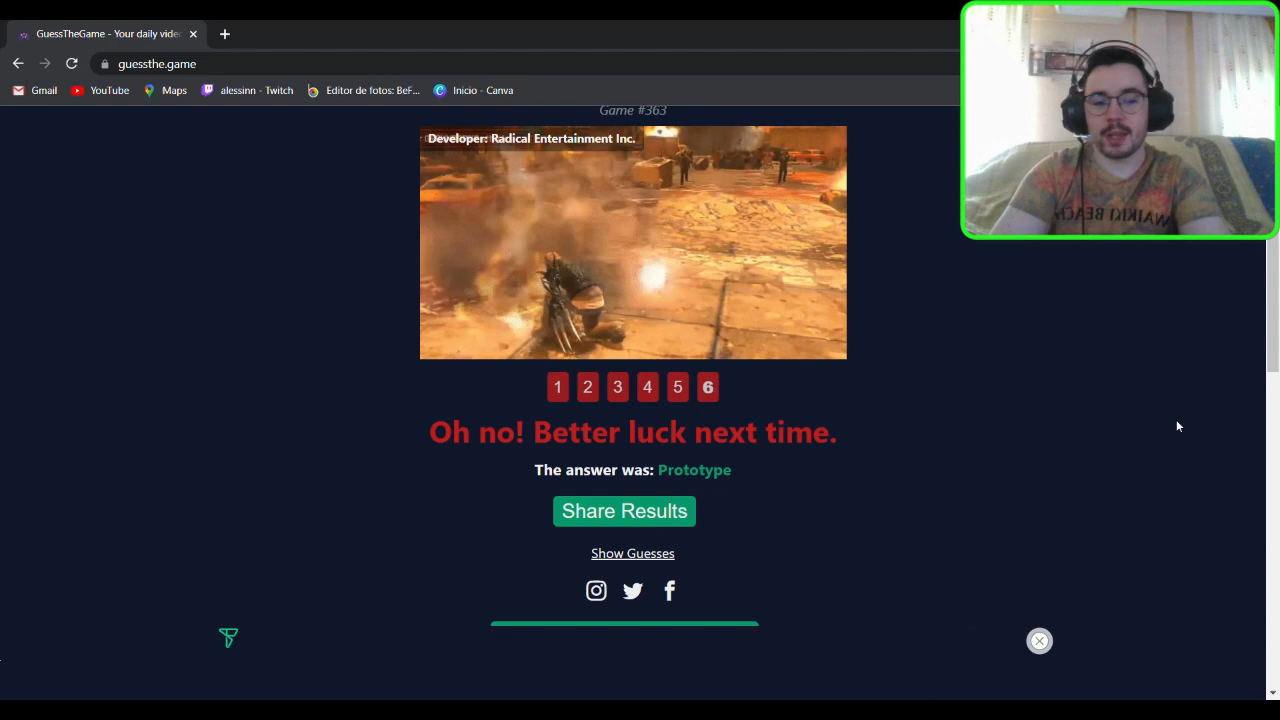 GuessTheGame - Your daily vide
guessthe.game
Gmail YouTube Maps alessinn - Twitch Editor de fotos: BeF... Inicio - Canva
Game #363
Developer: Radical Entertainment Inc.
1 2 3 4 5 6
Oh no! Better luck next time.
The answer was: Prototype
Share Results
Show Guesses
WAIKIKI BEACH